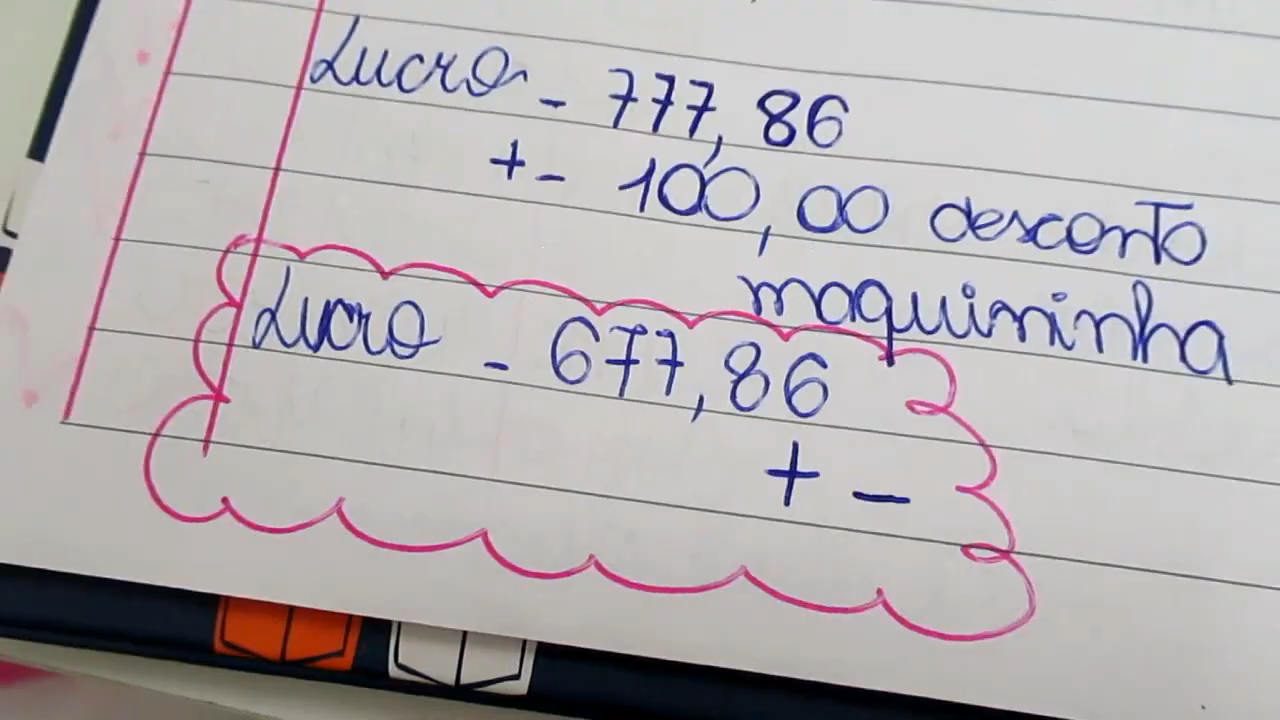 Lucro - 777,86
+- 100,00 desconto
maquininha
Lucro - 677,86
+ -